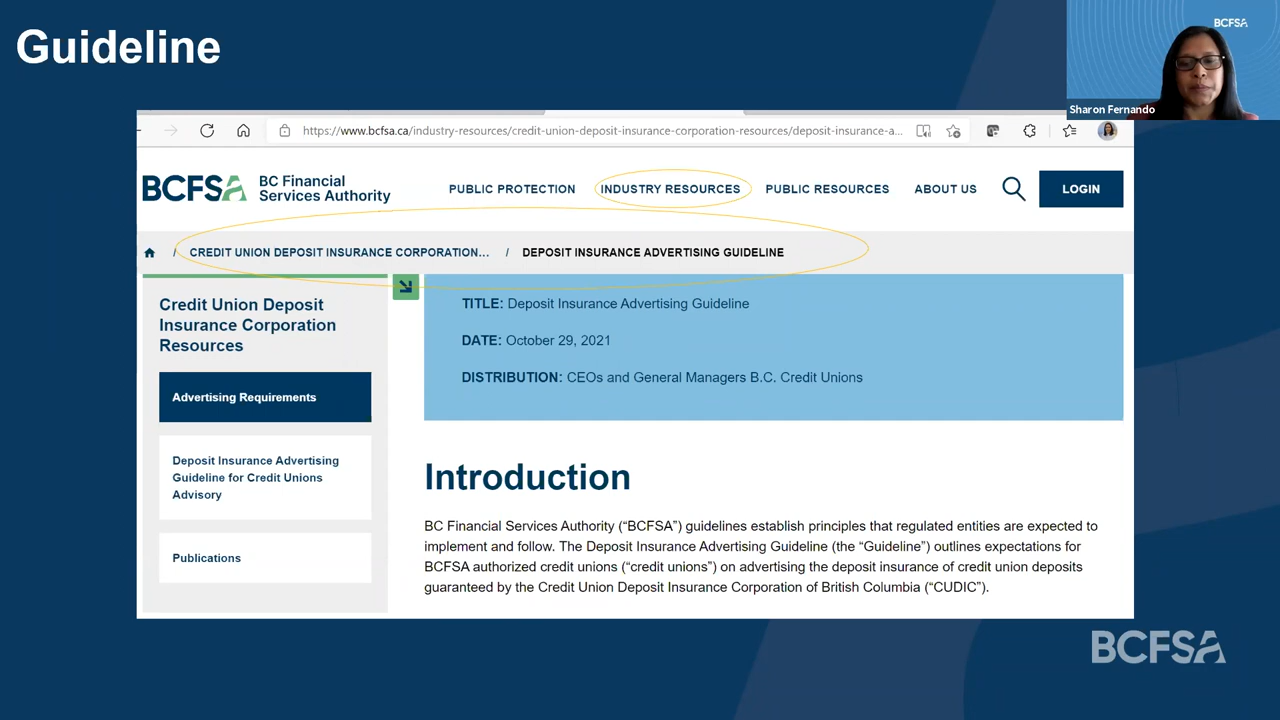 Guideline
BCFSA
Sharon Fernando
https://www.bcfsa.ca/industry-resources/credit-union-deposit-insurance-corporation-resources/deposit-insurance-a...
BCFSA
BC Financial
Services Authority
PUBLIC PROTECTION
INDUSTRY RESOURCES
PUBLIC RESOURCES
ABOUT US
LOGIN
/ CREDIT UNION DEPOSIT INSURANCE CORPORATION... / DEPOSIT INSURANCE ADVERTISING GUIDELINE
Credit Union Deposit
Insurance Corporation
Resources
Advertising Requirements
Deposit Insurance Advertising
Guideline for Credit Unions
Advisory
Publications
TITLE: Deposit Insurance Advertising Guideline
DATE: October 29, 2021
DISTRIBUTION: CEOs and General Managers B.C. Credit Unions
Introduction
BC Financial Services Authority (“BCFSA”) guidelines establish principles that regulated entities are expected to
implement and follow. The Deposit Insurance Advertising Guideline (the “Guideline”) outlines expectations for
BCFSA authorized credit unions (“credit unions”) on advertising the deposit insurance of credit union deposits
guaranteed by the Credit Union Deposit Insurance Corporation of British Columbia (“CUDIC”).
BCFSA